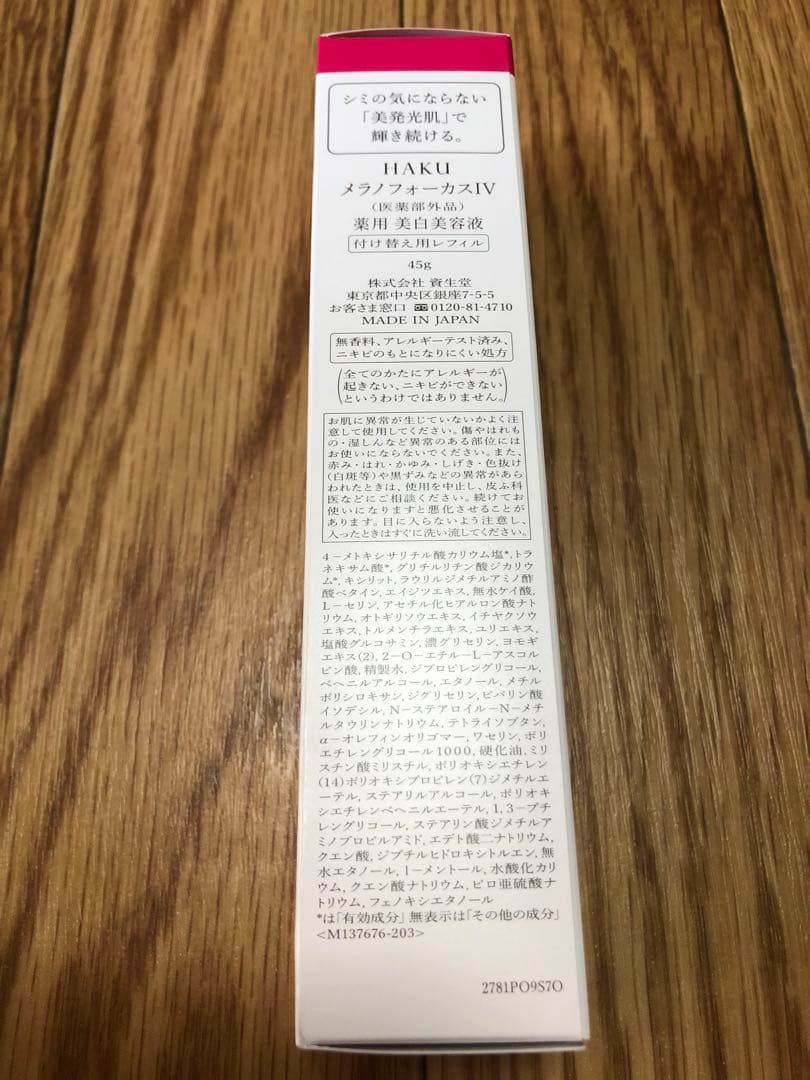 シミの気にならない
「美発光肌」で
輝き続ける。
HAKU
メラノフォーカスIV
(医薬部外品)
薬用 美白美容液
付け替え用レフィル
45g
株式会社 資生堂
東京都中央区銀座7-5-5
お客さま窓口 0120-81-4710
MADE IN JAPAN
無香料、アレルギーテスト済み、
ニキビのもとになりにくい処方
(全てのかたにアレルギーが
起きない、ニキビができない
というわけではありません。)
お肌に異常が生じていないかよく注
意して使用してください。傷やはれも
の・湿しんなど異常のある部位には
お使いにならないでください。また、
赤み・はれ・かゆみ・しげき・色抜け
(白斑等)や黒ずみなどの異常があら
われたときは、使用を中止し、皮ふ科
医などにご相談ください。続けてお
使いになりますと悪化させることが
あります。目に入らないよう注意し、
入ったときはすぐに洗い流してください。
4-メトキシサリチル酸カリウム塩*,トラ
ネキサム酸*,グリチルリチン酸ジカリウ
ム*,キシリット,ラウリルジメチルアミノ酢
酸ベタイン,エイジツエキス,無水ケイ酸,
L-セリン,アセチル化ヒアルロン酸ナト
リウム,オトギリソウエキス,イチヤクソウ
エキス,トルメンチラエキス,ユリエキス,
塩酸グルコサミン,濃グリセリン,ヨモギ
エキス(2),2-O-エチル-L-アスコル
ビン酸,精製水,ジプロピレングリコール,
ベヘニルアルコール,エタノール,メチル
ポリシロキサン,ジグリセリン,ピバリン酸
イソデシル,N-ステアロイル-N-メチ
ルタウリンナトリウム,テトライソブタン,
α-オレフィンオリゴマー,ワセリン,ポリ
エチレングリコール1000,硬化油,ミリ
スチン酸ミリスチル,ポリオキシエチレン
(14)ポリオキシプロピレン(7)ジメチルエ
ーテル,ステアリルアルコール,ポリオキ
シエチレンベヘニルエーテル,1,3-ブチ
レングリコール,ステアリン酸ジメチルア
ミノプロピルアミド,エデト酸二ナトリウム,
クエン酸,ジブチルヒドロキシトルエン,無
水エタノール,l-メントール,水酸化カリ
ウム,クエン酸ナトリウム,ピロ亜硫酸ナ
トリウム,フェノキシエタノール
*は「有効成分」無表示は「その他の成分」
<M137676-203>
2781PO9S7O